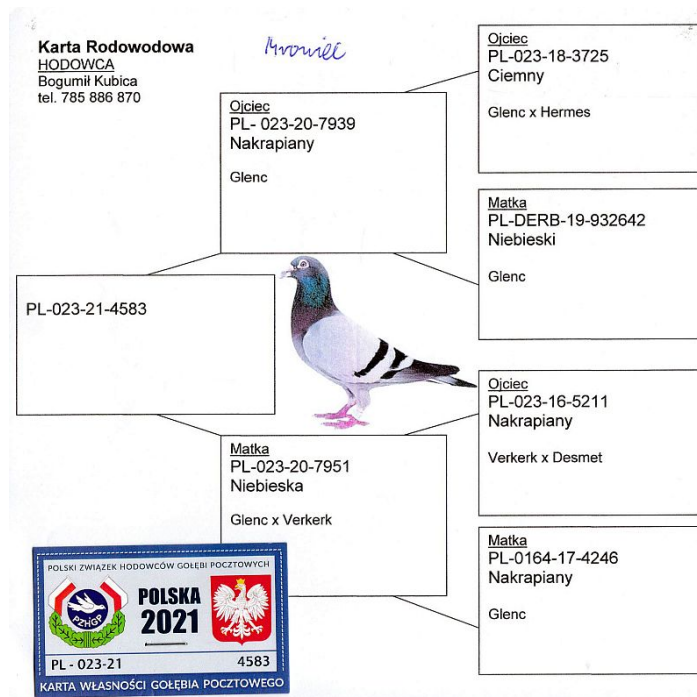 Karta Rodowodowa
HODOWCA
Bogumił Kubica
tel. 785 886 870
Mrowiec
Ojciec
PL-023-18-3725
Ciemny
Glenc x Hermes
Ojciec
PL- 023-20-7939
Nakrapiany
Glenc
Matka
PL-DERB-19-932642
Niebieski
Glenc
PL-023-21-4583
Ojciec
PL-023-16-5211
Nakrapiany
Verkerk x Desmet
Matka
PL-023-20-7951
Niebieska
Glenc x Verkerk
Matka
PL-0164-17-4246
Nakrapiany
Glenc
POLSKI ZWIĄZEK HODOWCÓW GOŁĘBI POCZTOWYCH
PZHGP
POLSKA
2021
PL - 023-21 4583
KARTA WŁASNOŚCI GOŁĘBIA POCZTOWEGO